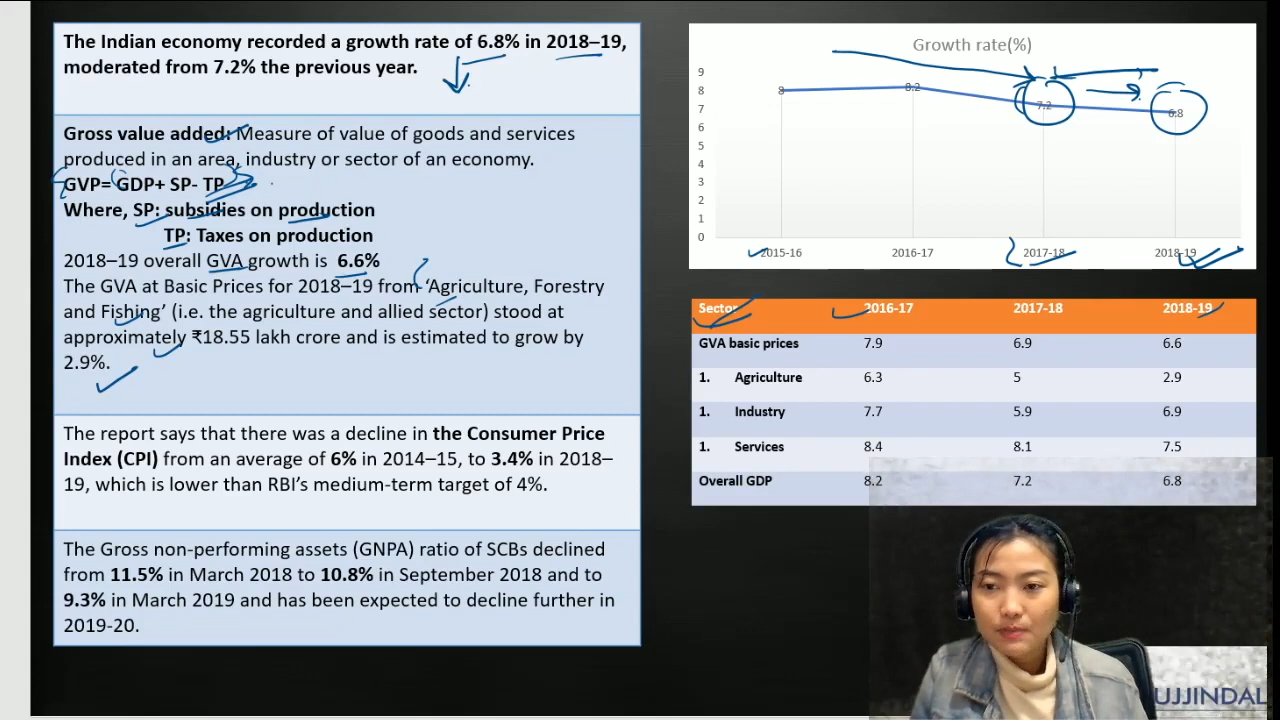 The Indian economy recorded a growth rate of 6.8% in 2018–19,
moderated from 7.2% the previous year.
Gross value added: Measure of value of goods and services
produced in an area, industry or sector of an economy.
GVP= GDP+ SP- TP
Where, SP: subsidies on production
TP: Taxes on production
2018–19 overall GVA growth is 6.6%
The GVA at Basic Prices for 2018–19 from ‘Agriculture, Forestry
and Fishing’ (i.e. the agriculture and allied sector) stood at
approximately ₹18.55 lakh crore and is estimated to grow by
2.9%.
The report says that there was a decline in the Consumer Price
Index (CPI) from an average of 6% in 2014–15, to 3.4% in 2018–
19, which is lower than RBI’s medium-term target of 4%.
The Gross non-performing assets (GNPA) ratio of SCBs declined
from 11.5% in March 2018 to 10.8% in September 2018 and to
9.3% in March 2019 and has been expected to decline further in
2019-20.
Growth rate(%)
9
8
7
6
5
4
3
2
1
0
8
8.2
7.2
6.8
2015-16 2016-17 2017-18 2018-19
Sector 2016-17 2017-18 2018-19
GVA basic prices 7.9 6.9 6.6
1. Agriculture 6.3 5 2.9
1. Industry 7.7 5.9 6.9
1. Services 8.4 8.1 7.5
Overall GDP 8.2 7.2 6.8
UJJINDAL